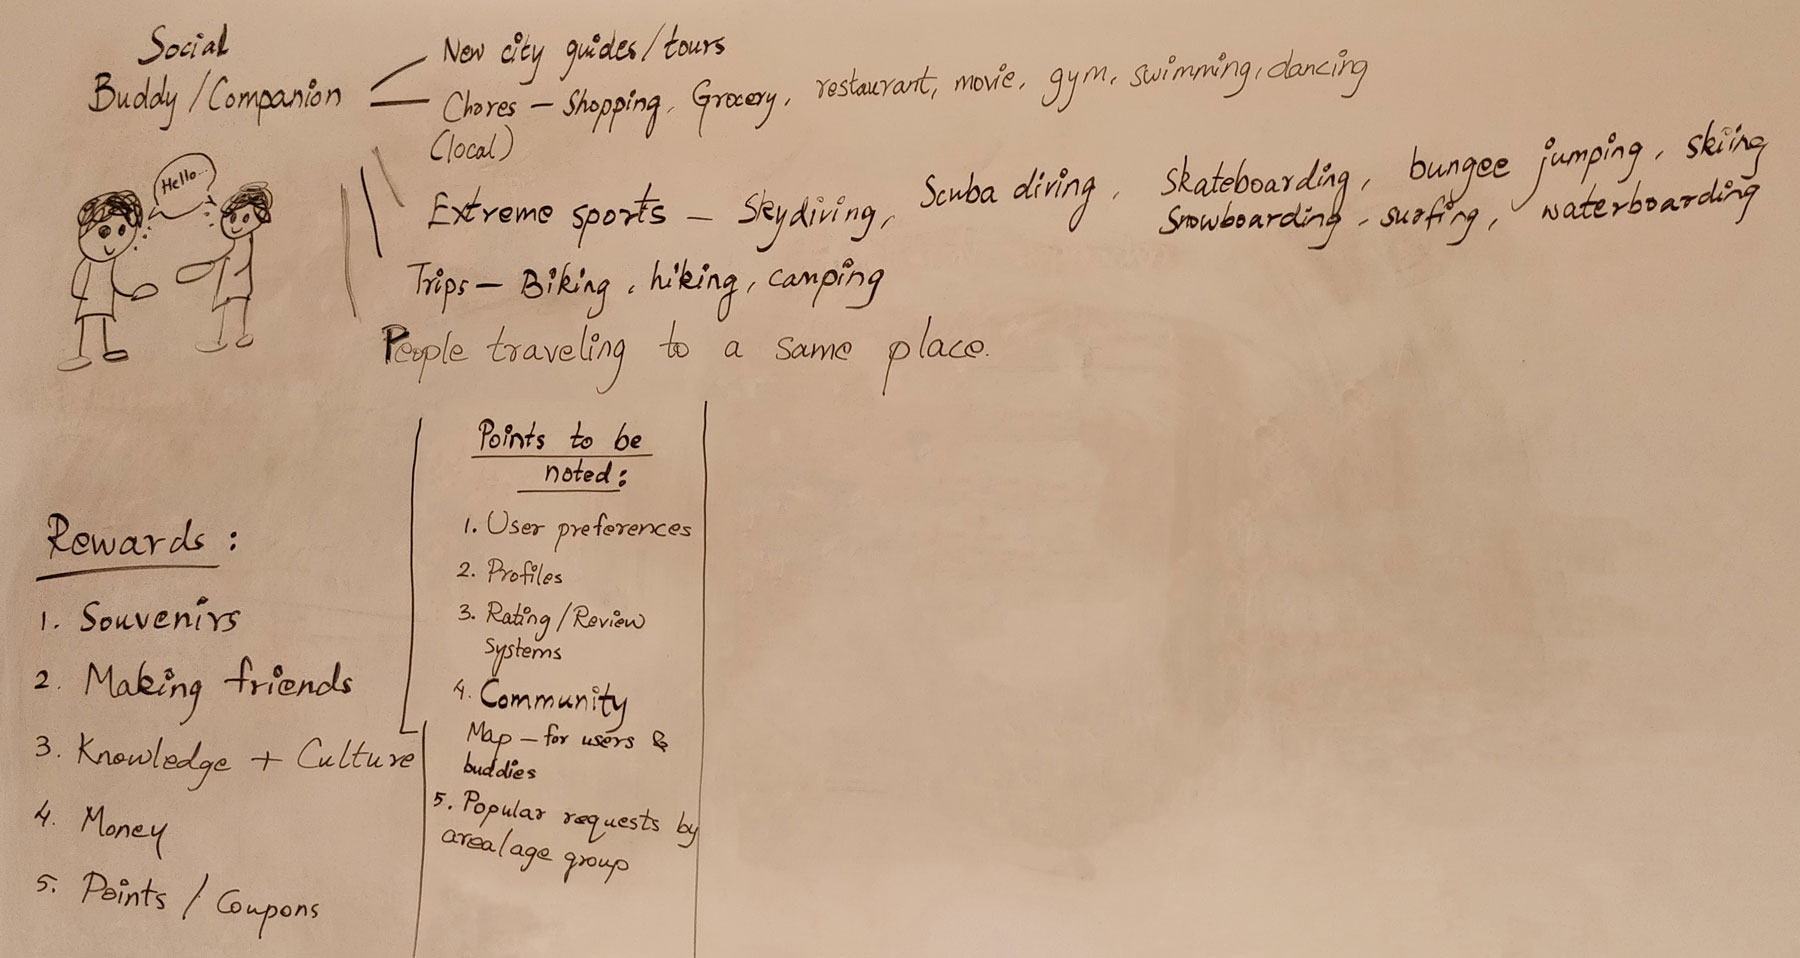 Social
Buddy/Companion
New city guides/tours
Chores – Shopping, Grocery, restaurant, movie, gym, swimming, dancing
(local)
Hello...
Extreme sports – Skydiving, Scuba diving, Skateboarding, bungee jumping, skiing
Snowboarding, surfing, waterboarding
Trips – Biking, hiking, camping
People traveling to a same place.
Points to be
noted:
1. User preferences
2. Profiles
3. Rating/Review
Systems
4. Community
Map – for users &
buddies
5. Popular requests by
area/age group
Rewards:
1. Souvenirs
2. Making friends
3. Knowledge + Culture
4. Money
5. Points / Coupons